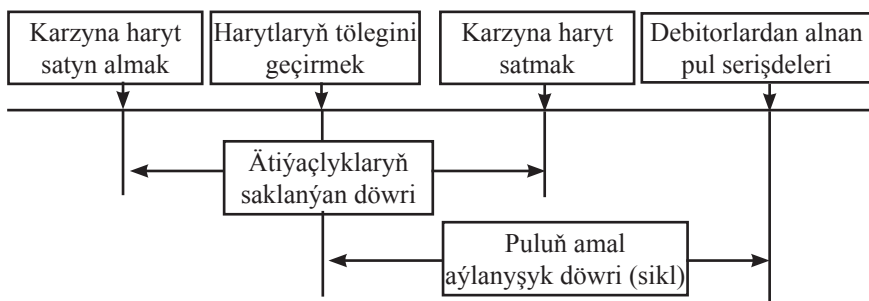 Karzyna haryt
satyn almak
Harytlaryň tölegini
geçirmek
Karzyna haryt
satmak
Debitorlardan alnan
pul serişdeleri
Ätiýaçlyklaryň
saklanýan döwri
Puluň amal
aýlanyşyk döwri (sikl)